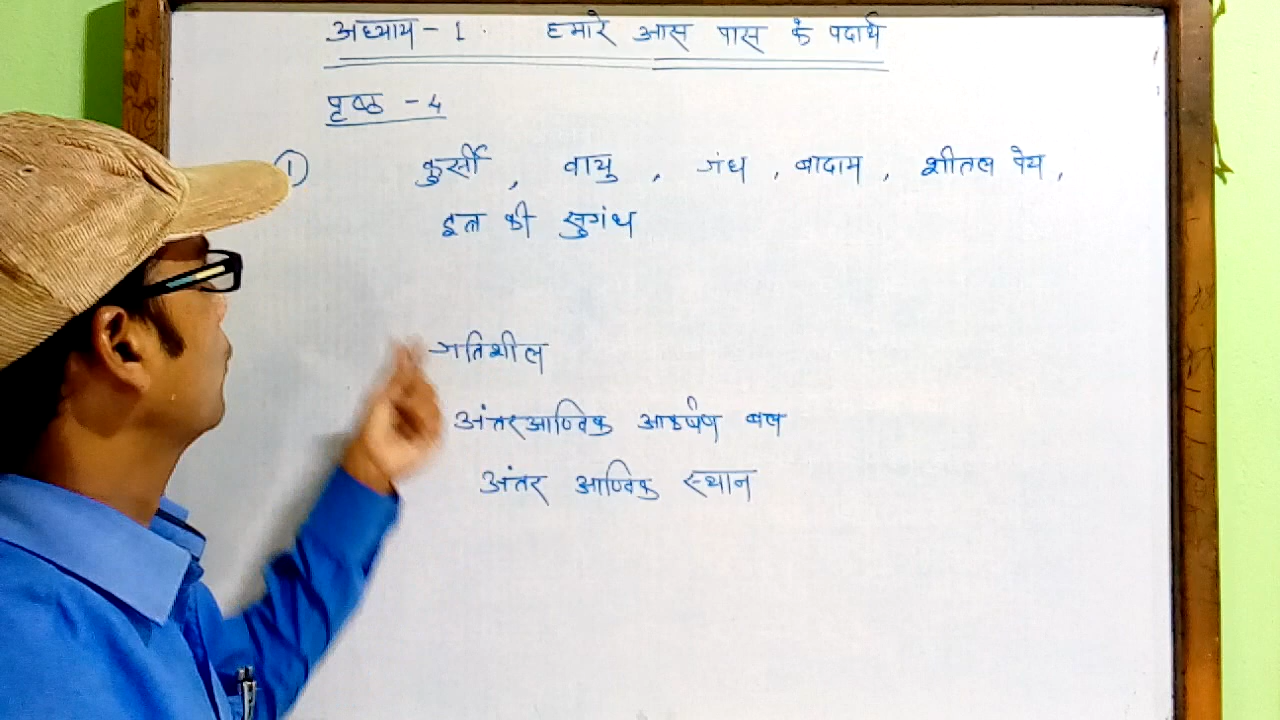 अध्याय - 1. हमारे आस पास के पदार्थ
पृष्ठ - 4
① कुर्सी , वायु , गंध , बादाम , शीतल पेय ,
इत्र की सुगंध
गतिशील
अंतरआण्विक आकर्षण बल
अंतर आण्विक स्थान